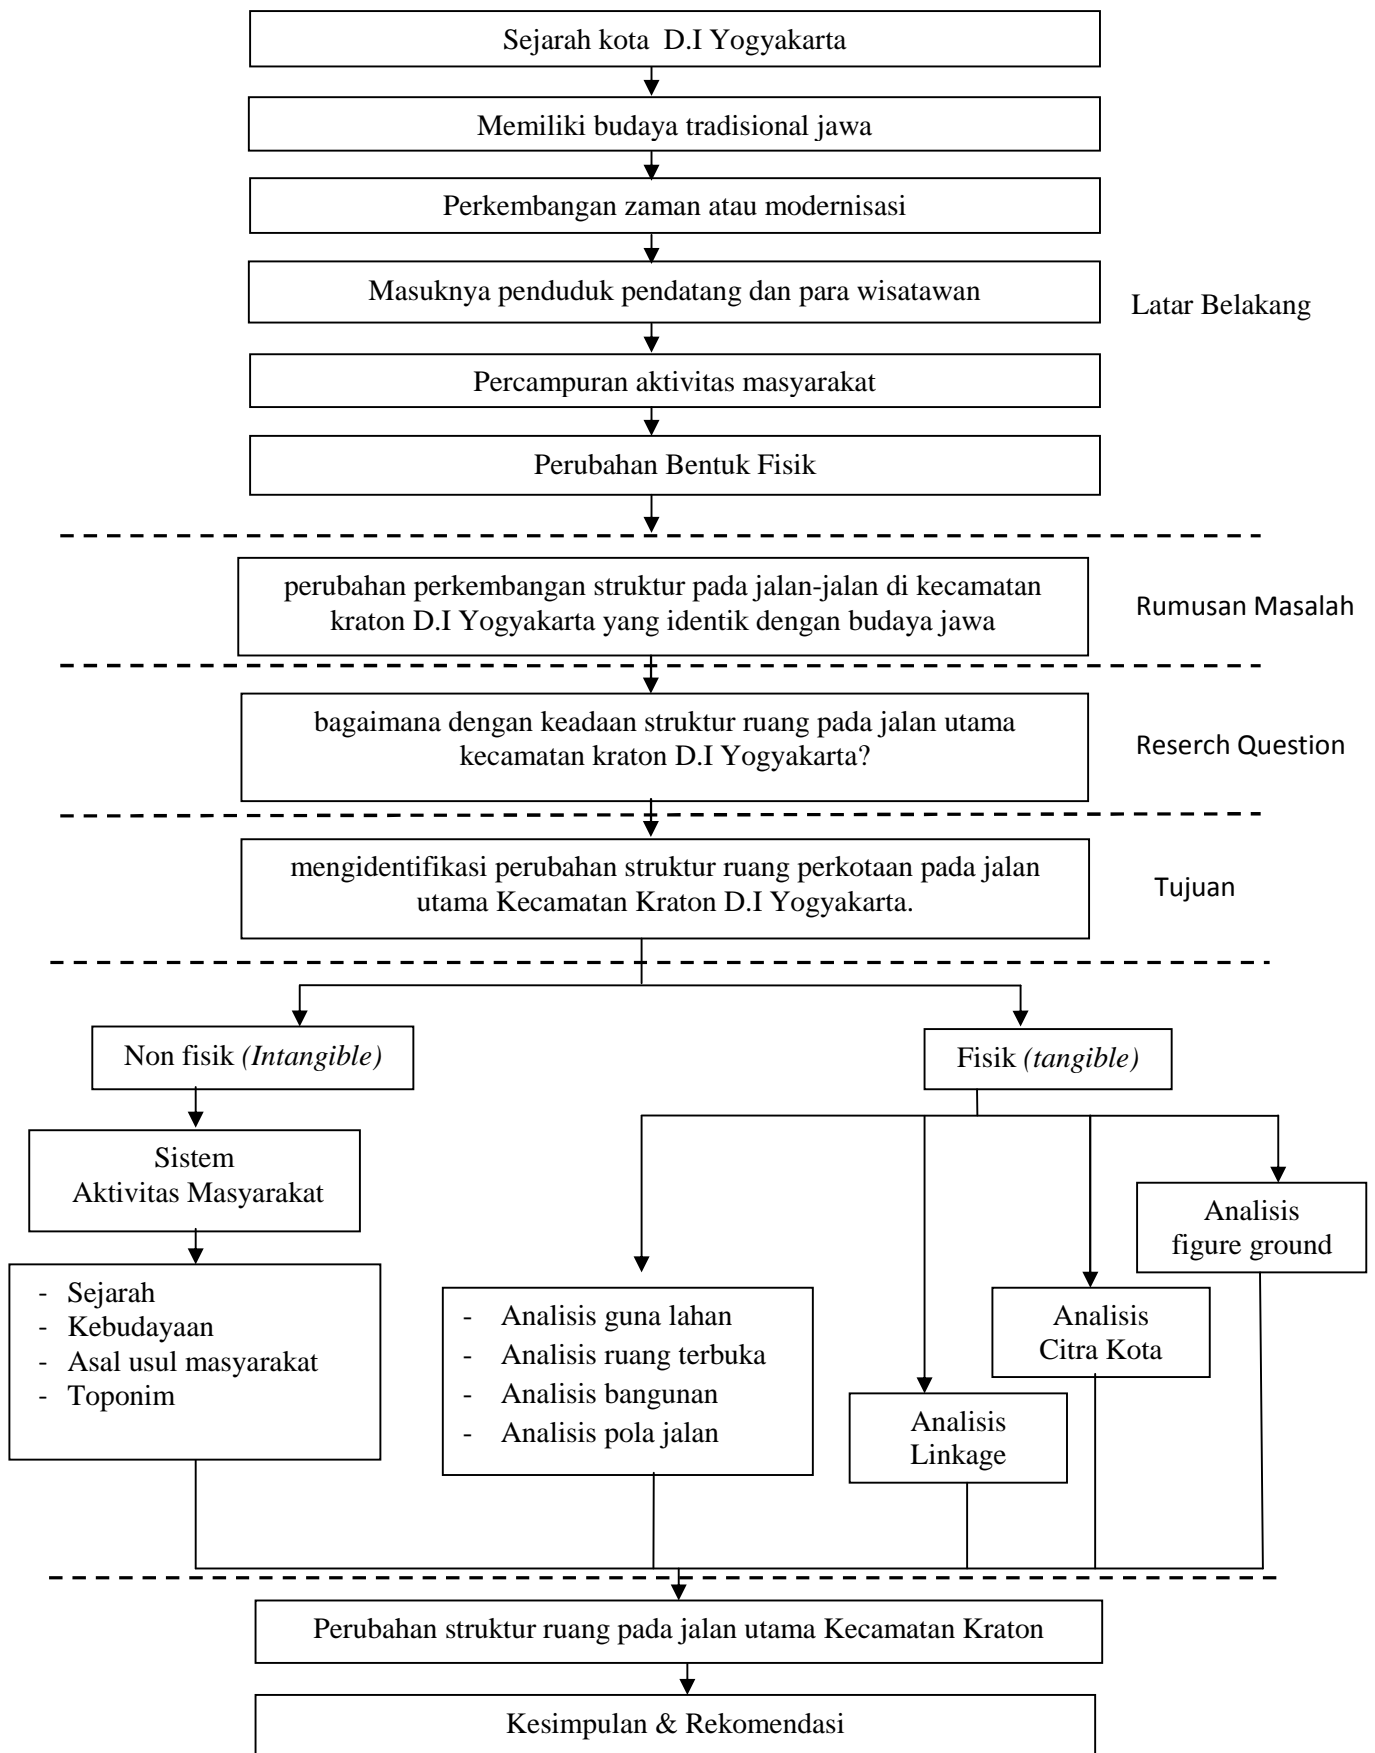 Sejarah kota  D.I Yogyakarta
Memiliki budaya tradisional jawa
Perkembangan zaman atau modernisasi
Masuknya penduduk pendatang dan para wisatawan
Latar Belakang
Percampuran aktivitas masyarakat
Perubahan Bentuk Fisik
perubahan perkembangan struktur pada jalan-jalan di kecamatan
kraton D.I Yogyakarta yang identik dengan budaya jawa
Rumusan Masalah
bagaimana dengan keadaan struktur ruang pada jalan utama
kecamatan kraton D.I Yogyakarta?
Reserch Question
mengidentifikasi perubahan struktur ruang perkotaan pada jalan
utama Kecamatan Kraton D.I Yogyakarta.
Tujuan
Non fisik (Intangible)
Fisik (tangible)
Sistem
Aktivitas Masyarakat
- Sejarah
- Kebudayaan
- Asal usul masyarakat
- Toponim
- Analisis guna lahan
- Analisis ruang terbuka
- Analisis bangunan
- Analisis pola jalan
Analisis
Linkage
Analisis
Citra Kota
Analisis
figure ground
Perubahan struktur ruang pada jalan utama Kecamatan Kraton
Kesimpulan & Rekomendasi